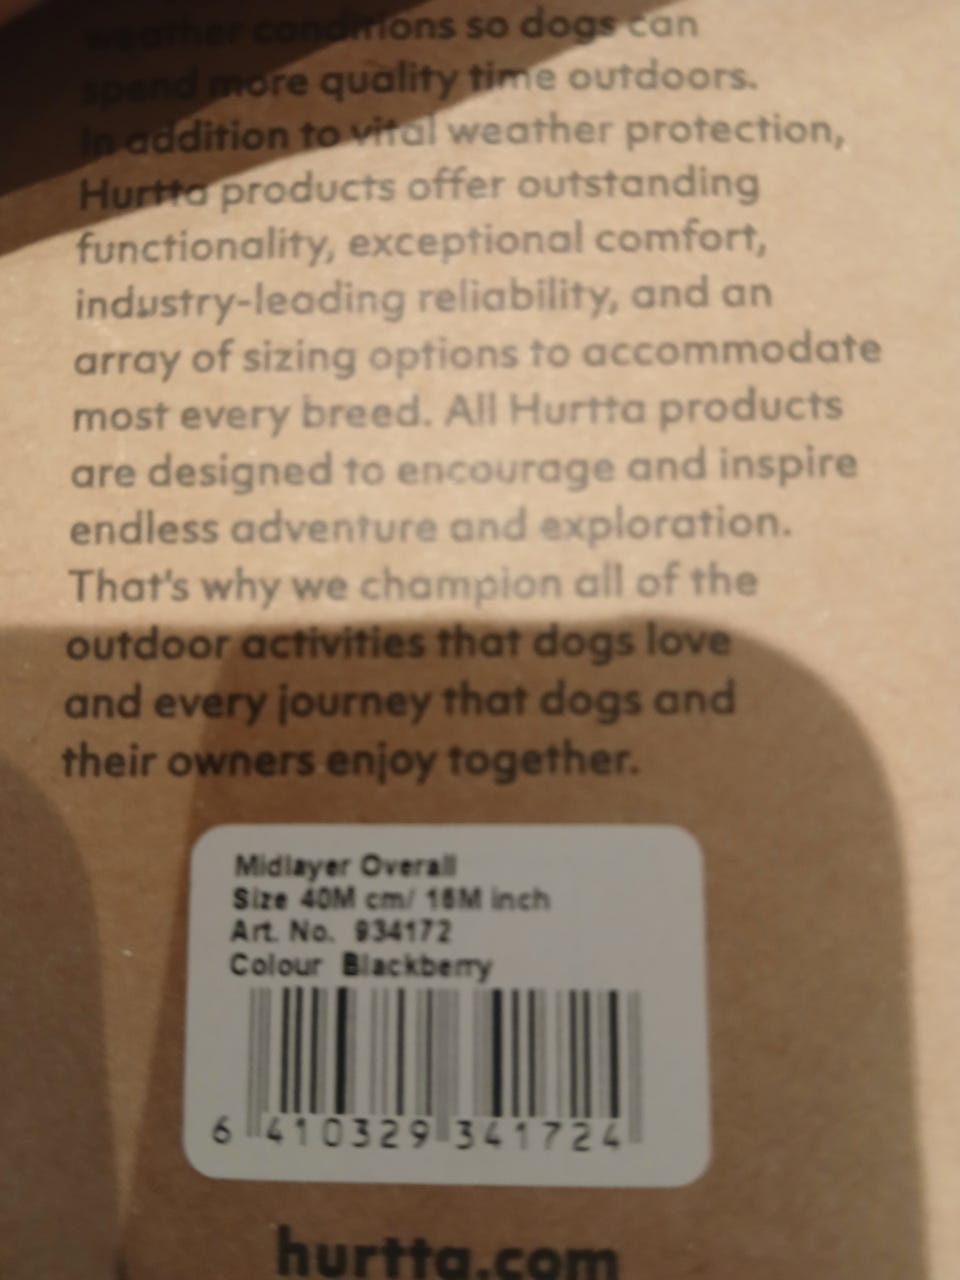 weather conditions so dogs can
spend more quality time outdoors.
In addition to vital weather protection,
Hurtta products offer outstanding
functionality, exceptional comfort,
industry-leading reliability, and an
array of sizing options to accommodate
most every breed. All Hurtta products
are designed to encourage and inspire
endless adventure and exploration.
That's why we champion all of the
outdoor activities that dogs love
and every journey that dogs and
their owners enjoy together.
Midlayer Overall
Size 40M cm/ 16M inch
Art. No. 934172
Colour Blackberry
6 410329 341724
hurtta.com